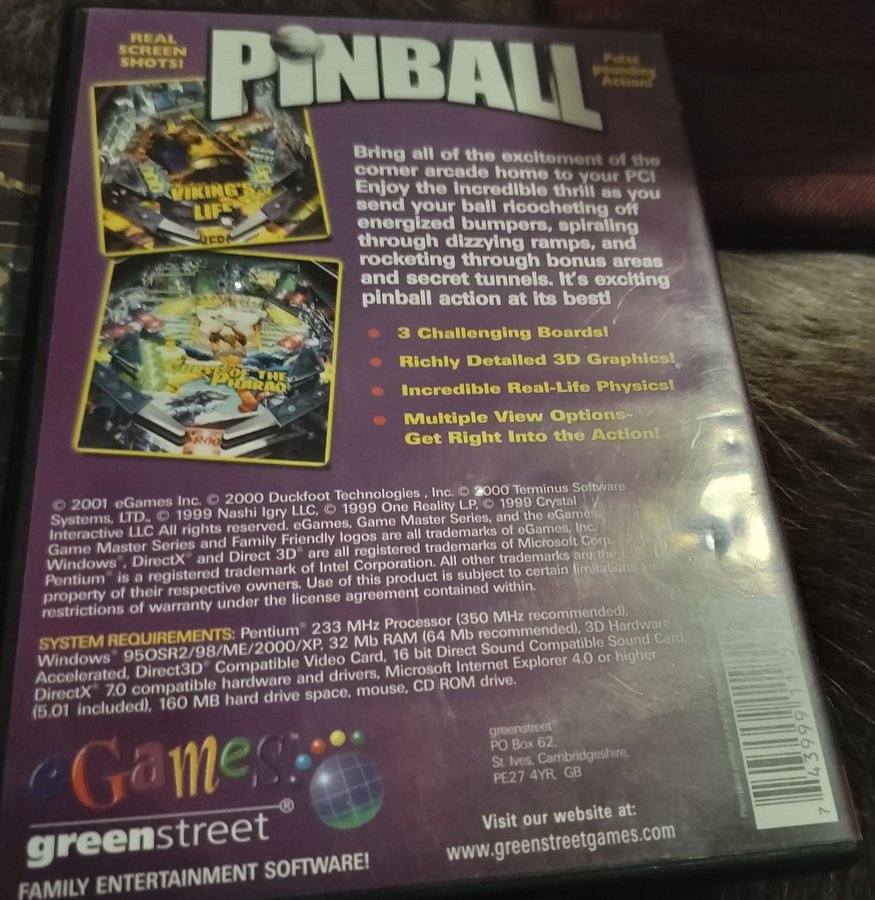 REAL
SCREEN
SHOTS!
PINBALL
Pulse
Pounding
Action!
VIKING'S
LIFE
Bring all of the excitement of the
corner arcade home to your PC!
Enjoy the incredible thrill as you
send your ball ricocheting off
energized bumpers, spiraling
through dizzying ramps, and
rocketing through bonus areas
and secret tunnels. It's exciting
pinball action at its best!
OF THE
PHARAO
• 3 Challenging Boards!
• Richly Detailed 3D Graphics!
• Incredible Real-Life Physics!
• Multiple View Options-
Get Right Into the Action!
© 2001 eGames Inc. © 2000 Duckfoot Technologies , Inc. © 2000 Terminus Software
Systems, LTD., © 1999 Nashi Igry LLC, © 1999 One Reality LP, © 1999 Crystal
Interactive LLC All rights reserved. eGames, Game Master Series, and the eGames
Game Master Series and Family Friendly logos are all trademarks of eGames, Inc.
Windows®, DirectX® and Direct 3D® are all registered trademarks of Microsoft Corp.
Pentium® is a registered trademark of Intel Corporation. All other trademarks are the
property of their respective owners. Use of this product is subject to certain limitations
restrictions of warranty under the license agreement contained within.
SYSTEM REQUIREMENTS: Pentium® 233 MHz Processor (350 MHz recommended),
Windows® 95OSR2/98/ME/2000/XP, 32 Mb RAM (64 Mb recommended), 3D Hardware
Accelerated, Direct3D® Compatible Video Card, 16 bit Direct Sound Compatible Sound Card,
DirectX® 7.0 compatible hardware and drivers, Microsoft Internet Explorer 4.0 or higher
(5.01 included), 160 MB hard drive space, mouse, CD ROM drive.
eGames™
greenstreet®
FAMILY ENTERTAINMENT SOFTWARE!
greenstreet®
PO Box 62,
St. Ives, Cambridgeshire,
PE27 4YR, GB
Visit our website at:
www.greenstreetgames.com
7 43999